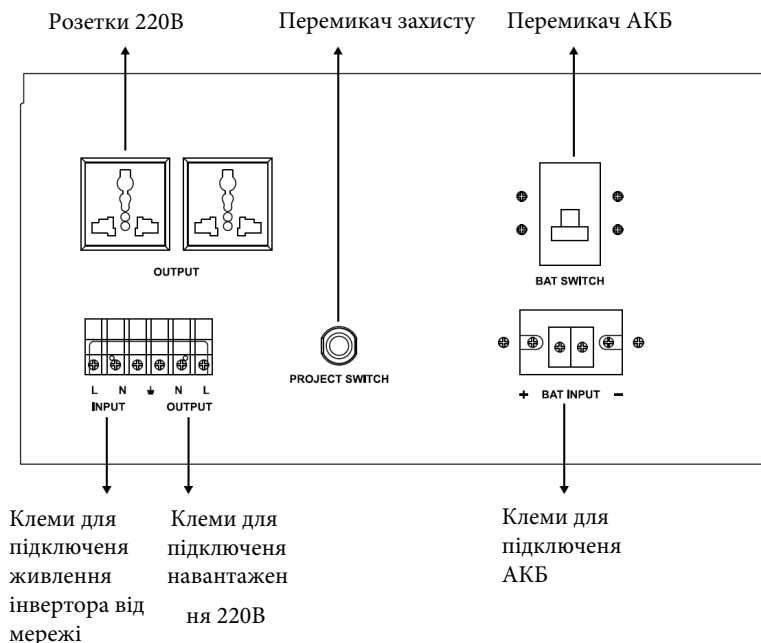 Розетки 220В
Перемикач захисту
Перемикач АКБ
OUTPUT
BAT SWITCH
L N N L
INPUT OUTPUT
PROJECT SWITCH
+ BAT INPUT −
Клеми для
підключеня
живлення
інвертора від
мережі
Клеми для
підключеня
навантажен
ня 220В
Клеми для
підключеня
АКБ